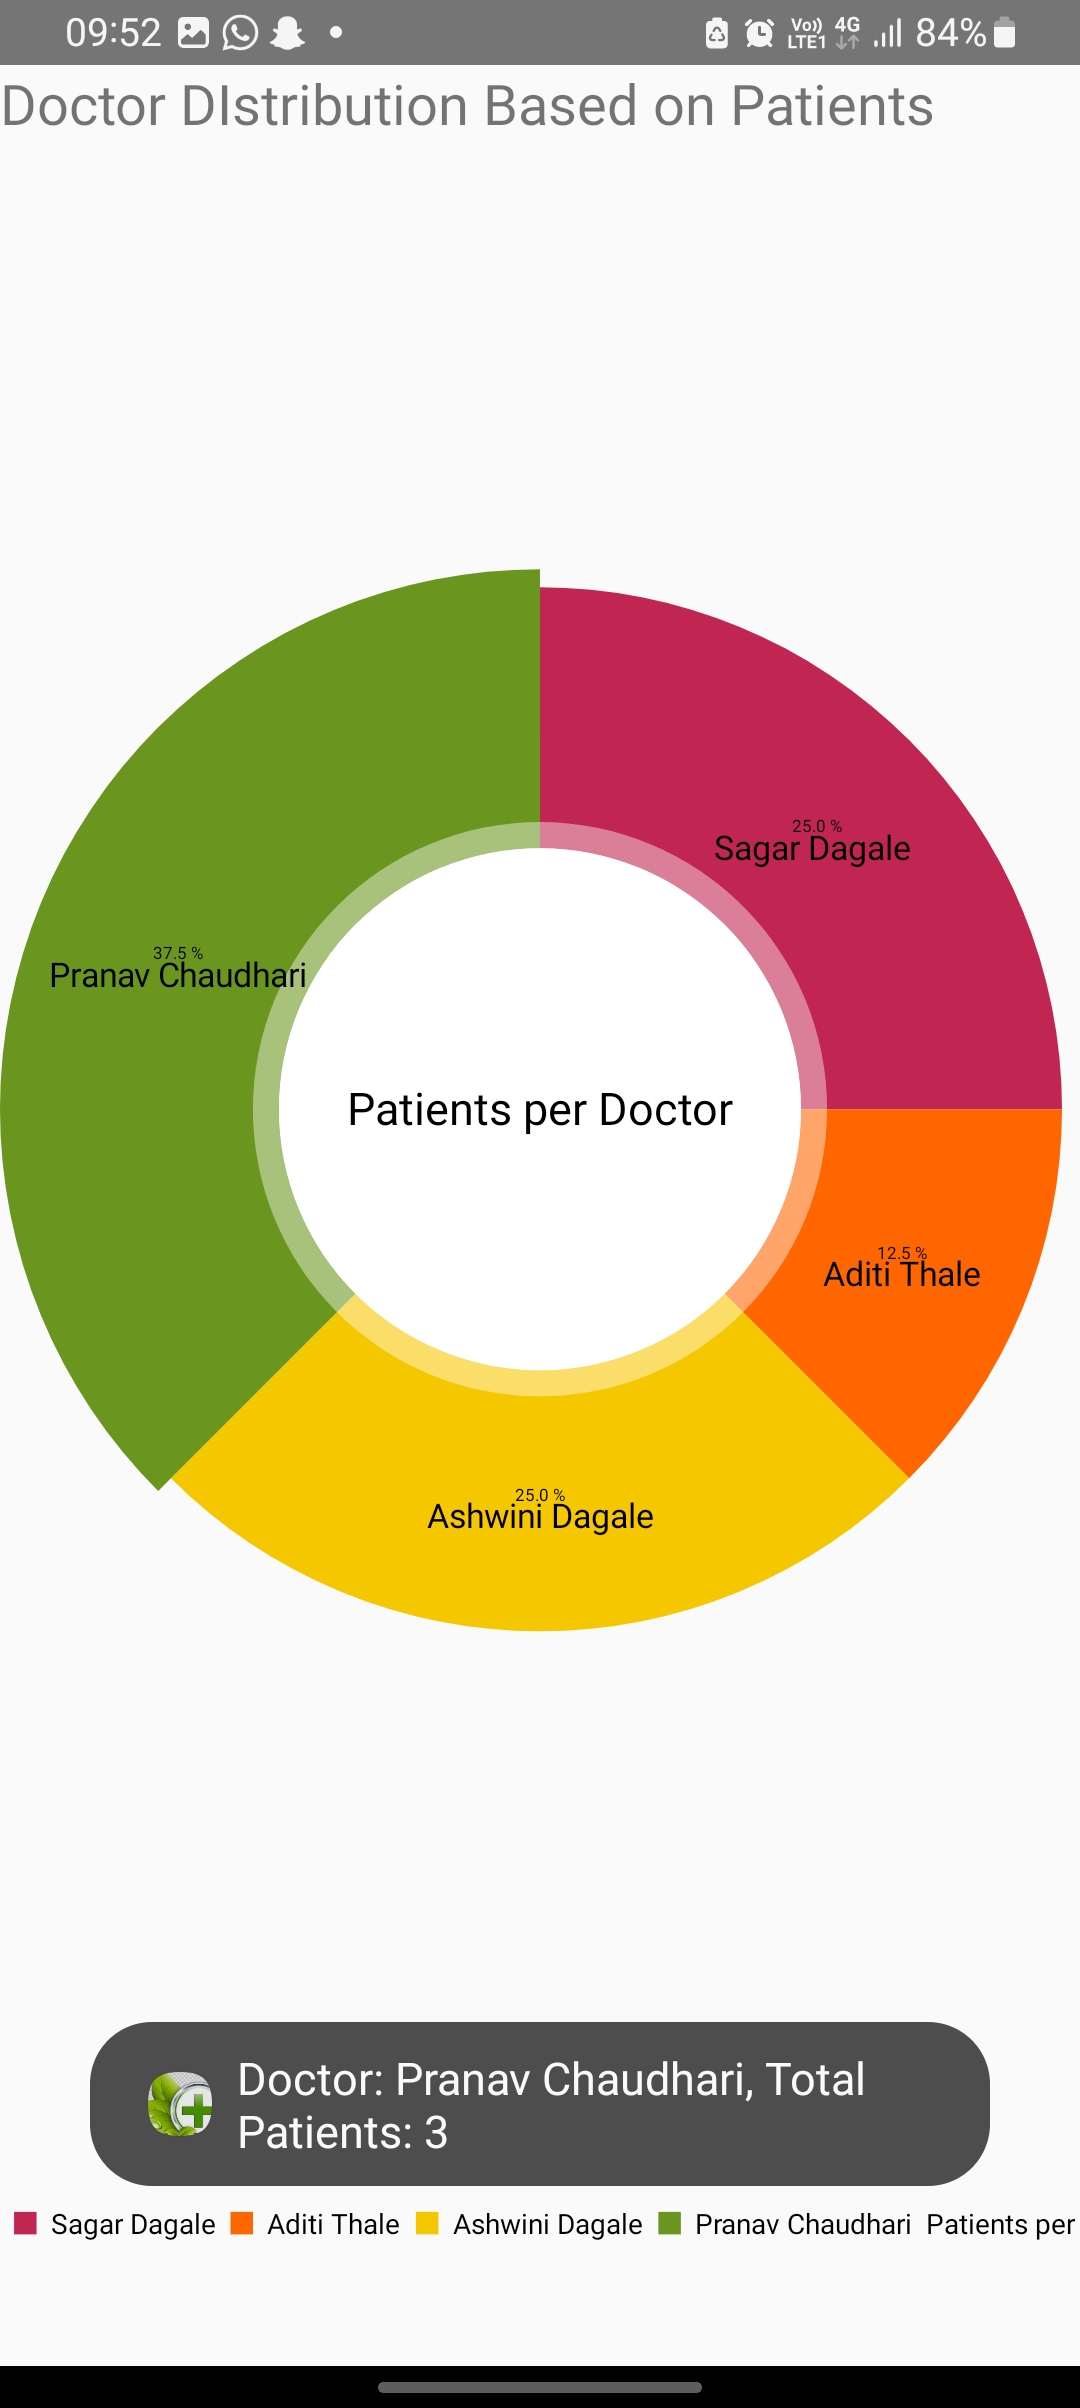 09:52 Vo)) LTE1 4G 84%
Doctor DIstribution Based on Patients
25.0 %
Sagar Dagale
37.5 %
Pranav Chaudhari
Patients per Doctor
12.5 %
Aditi Thale
25.0 %
Ashwini Dagale
Doctor: Pranav Chaudhari, Total
Patients: 3
Sagar Dagale Aditi Thale Ashwini Dagale Pranav Chaudhari Patients per